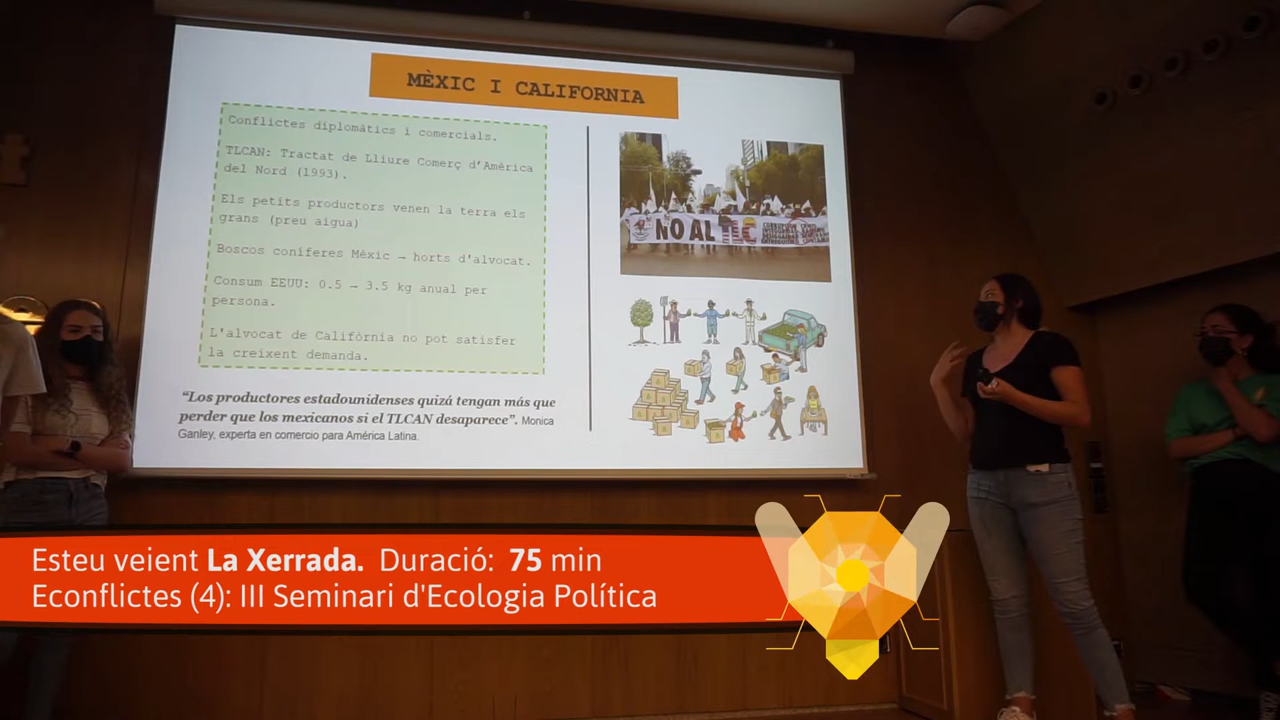 MÈXIC I CALIFORNIA
Conflictes diplomàtics i comercials.
TLCAN: Tractat de Lliure Comerç d'Amèrica
del Nord (1993).
Els petits productors venen la terra els
grans (preu aigua)
Boscos coníferes Mèxic → horts d'alvocat.
Consum EEUU: 0.5 → 3.5 kg anual per
persona.
L'alvocat de Califòrnia no pot satisfer
la creixent demanda.
"Los productores estadounidenses quizá tengan más que
perder que los mexicanos si el TLCAN desaparece". Monica
Ganley, experta en comercio para América Latina.
NO AL TLC
Esteu veient La Xerrada. Duració: 75 min
Econflictes (4): III Seminari d'Ecologia Política